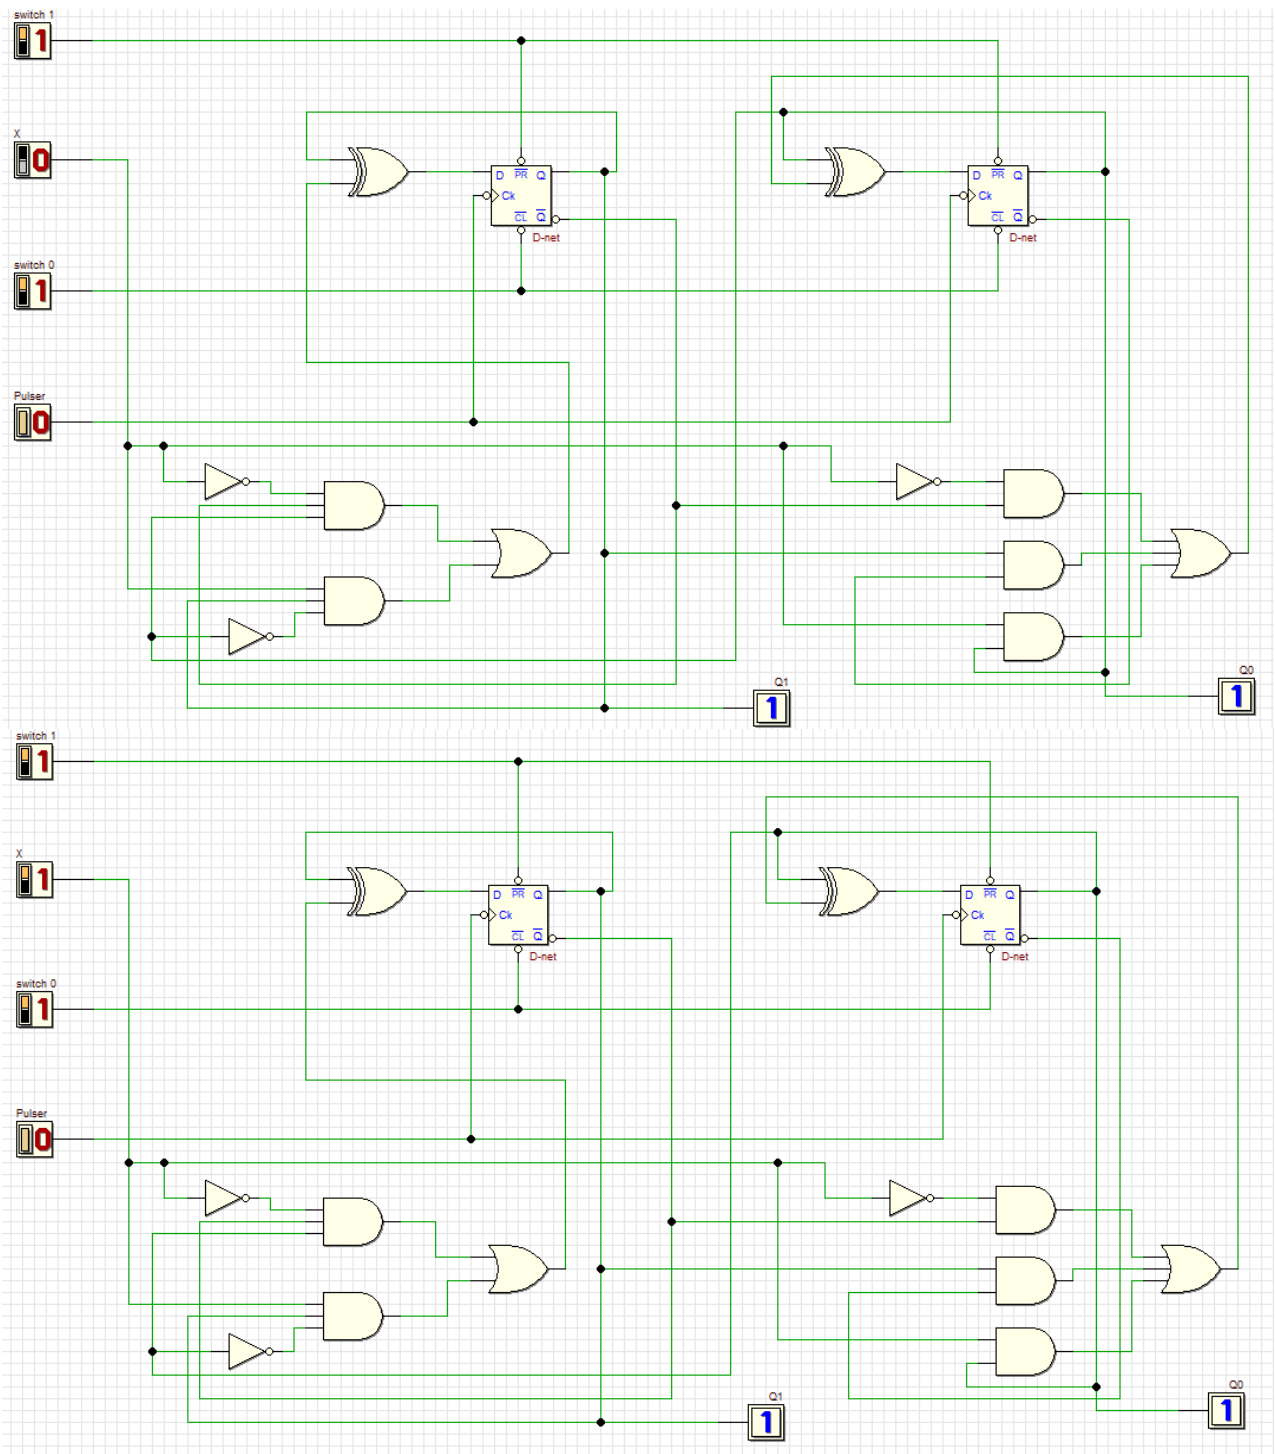 switch 1
1
X
0
D PR Q
Ck
CL Q
D-net
D PR Q
Ck
CL Q
D-net
switch 0
1
Pulser
0
Q1
1
Q0
1
switch 1
1
X
1
D PR Q
Ck
CL Q
D-net
D PR Q
Ck
CL Q
D-net
switch 0
1
Pulser
0
Q1
1
Q0
1